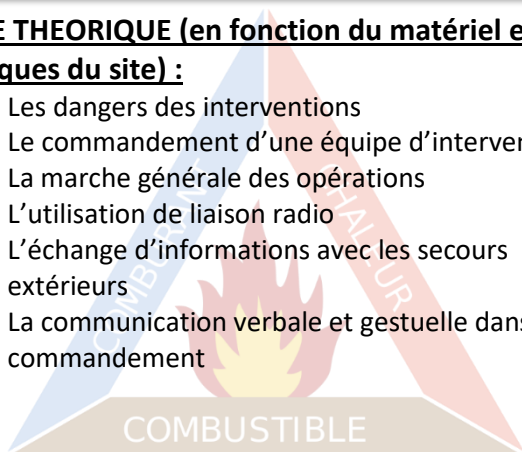 E THEORIQUE (en fonction du matériel e
ques du site) :
Les dangers des interventions
Le commandement d'une équipe d'interver
La marche générale des opérations
L'utilisation de liaison radio
L'échange d'informations avec les secours
extérieurs
La communication verbale et gestuelle dans
commandement
COMBURANT
CHALEUR
COMBUSTIBLE